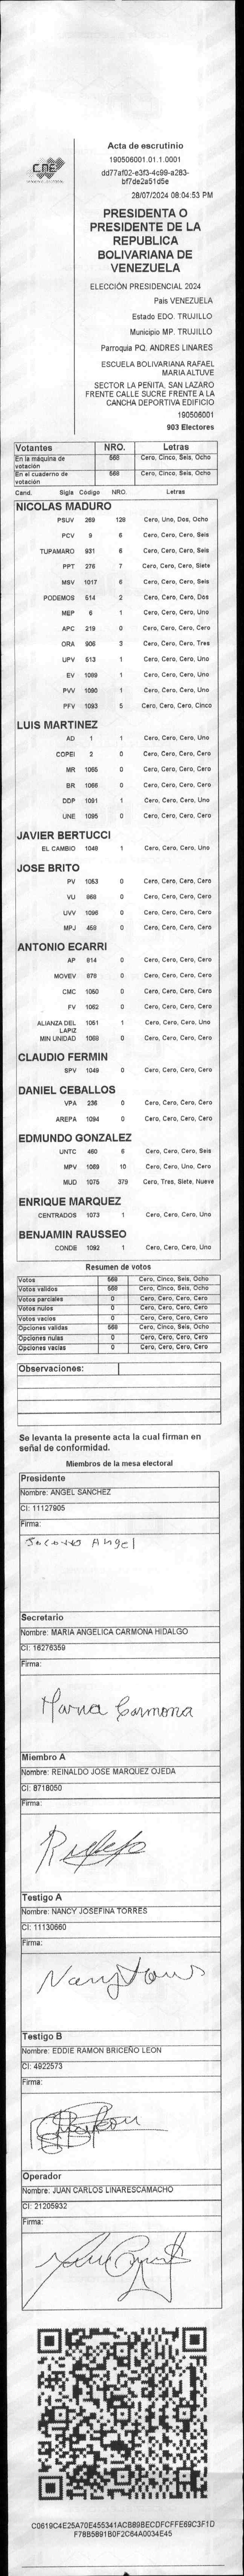 CNE
Acta de escrutinio
190506001.01.1.0001
dd77af02-e3f3-4c99-a283-
bf7de2a51d5e
28/07/2024 08:04:53 PM
PRESIDENTA O
PRESIDENTE DE LA
REPUBLICA
BOLIVARIANA DE
VENEZUELA
ELECCIÓN PRESIDENCIAL 2024
Pais VENEZUELA
Estado EDO. TRUJILLO
Municipio MP. TRUJILLO
Parroquia PQ. ANDRES LINARES
ESCUELA BOLIVARIANA RAFAEL
MARIA ALTUVE
SECTOR LA PEÑITA, SAN LAZARO
FRENTE CALLE SUCRE FRENTE A LA
CANCHA DEPORTIVA EDIFICIO
190506001
903 Electores
Votantes NRO. Letras
En la máquina de votación 568 Cero, Cinco, Seis, Ocho
En el cuaderno de votación 568 Cero, Cinco, Seis, Ocho
Cand. Sigla Código NRO. Letras
NICOLAS MADURO
PSUV 269 128 Cero, Uno, Dos, Ocho
PCV 9 6 Cero, Cero, Cero, Seis
TUPAMARO 931 6 Cero, Cero, Cero, Seis
PPT 276 7 Cero, Cero, Cero, Siete
MSV 1017 6 Cero, Cero, Cero, Seis
PODEMOS 514 2 Cero, Cero, Cero, Dos
MEP 6 1 Cero, Cero, Cero, Uno
APC 219 0 Cero, Cero, Cero, Cero
ORA 906 3 Cero, Cero, Cero, Tres
UPV 513 1 Cero, Cero, Cero, Uno
EV 1089 1 Cero, Cero, Cero, Uno
PVV 1090 1 Cero, Cero, Cero, Uno
PFV 1093 5 Cero, Cero, Cero, Cinco
LUIS MARTINEZ
AD 1 1 Cero, Cero, Cero, Uno
COPEI 2 0 Cero, Cero, Cero, Cero
MR 1065 0 Cero, Cero, Cero, Cero
BR 1066 0 Cero, Cero, Cero, Cero
DDP 1091 1 Cero, Cero, Cero, Uno
UNE 1095 0 Cero, Cero, Cero, Cero
JAVIER BERTUCCI
EL CAMBIO 1048 1 Cero, Cero, Cero, Uno
JOSE BRITO
PV 1053 0 Cero, Cero, Cero, Cero
VU 868 0 Cero, Cero, Cero, Cero
UVV 1096 0 Cero, Cero, Cero, Cero
MPJ 459 0 Cero, Cero, Cero, Cero
ANTONIO ECARRI
AP 814 0 Cero, Cero, Cero, Cero
MOVEV 878 0 Cero, Cero, Cero, Cero
CMC 1050 0 Cero, Cero, Cero, Cero
FV 1062 0 Cero, Cero, Cero, Cero
ALIANZA DEL LAPIZ 1051 1 Cero, Cero, Cero, Uno
MIN UNIDAD 1069 0 Cero, Cero, Cero, Cero
CLAUDIO FERMIN
SPV 1049 0 Cero, Cero, Cero, Cero
DANIEL CEBALLOS
VPA 236 0 Cero, Cero, Cero, Cero
AREPA 1094 0 Cero, Cero, Cero, Cero
EDMUNDO GONZALEZ
UNTC 460 6 Cero, Cero, Cero, Seis
MPV 1069 10 Cero, Cero, Uno, Cero
MUD 1075 379 Cero, Tres, Siete, Nueve
ENRIQUE MARQUEZ
CENTRADOS 1073 1 Cero, Cero, Cero, Uno
BENJAMIN RAUSSEO
CONDE 1092 1 Cero, Cero, Cero, Uno
Resumen de votos
Votos 568 Cero, Cinco, Seis, Ocho
Votos validos 568 Cero, Cinco, Seis, Ocho
Votos parciales 0 Cero, Cero, Cero, Cero
Votos nulos 0 Cero, Cero, Cero, Cero
Votos vacios 0 Cero, Cero, Cero, Cero
Opciones validas 568 Cero, Cinco, Seis, Ocho
Opciones nulas 0 Cero, Cero, Cero, Cero
Opciones vacias 0 Cero, Cero, Cero, Cero
Observaciones:
Se levanta la presente acta la cual firman en
señal de conformidad.
Miembros de la mesa electoral
Presidente
Nombre: ANGEL SANCHEZ
CI: 11127905
Firma:
Angel
Secretario
Nombre: MARIA ANGELICA CARMONA HIDALGO
CI: 16276359
Firma:
Maria Carmona
Miembro A
Nombre: REINALDO JOSE MARQUEZ OJEDA
CI: 8718050
Firma:
Testigo A
Nombre: NANCY JOSEFINA TORRES
CI: 11130660
Firma:
Nancy Torres
Testigo B
Nombre: EDDIE RAMON BRICEÑO LEON
CI: 4922573
Firma:
Operador
Nombre: JUAN CARLOS LINARESCAMACHO
CI: 21205932
Firma:
C0619C4E25A70E455341ACB89BECDFCFFE69C3F1D
F78B5891B0F2C64A0034E45